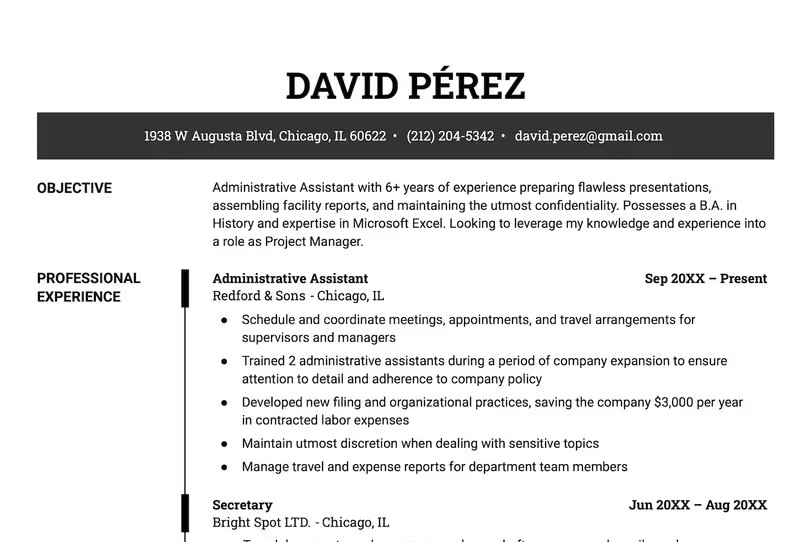 DAVID PÉREZ
1938 W Augusta Blvd, Chicago, IL 60622 • (212) 204-5342 • david.perez@gmail.com
OBJECTIVE
Administrative Assistant with 6+ years of experience preparing flawless presentations,
assembling facility reports, and maintaining the utmost confidentiality. Possesses a B.A. in
History and expertise in Microsoft Excel. Looking to leverage my knowledge and experience into
a role as Project Manager.
PROFESSIONAL
EXPERIENCE
Administrative Assistant Sep 20XX – Present
Redford & Sons - Chicago, IL
● Schedule and coordinate meetings, appointments, and travel arrangements for
supervisors and managers
● Trained 2 administrative assistants during a period of company expansion to ensure
attention to detail and adherence to company policy
● Developed new filing and organizational practices, saving the company $3,000 per year
in contracted labor expenses
● Maintain utmost discretion when dealing with sensitive topics
● Manage travel and expense reports for department team members
Secretary Jun 20XX – Aug 20XX
Bright Spot LTD. - Chicago, IL